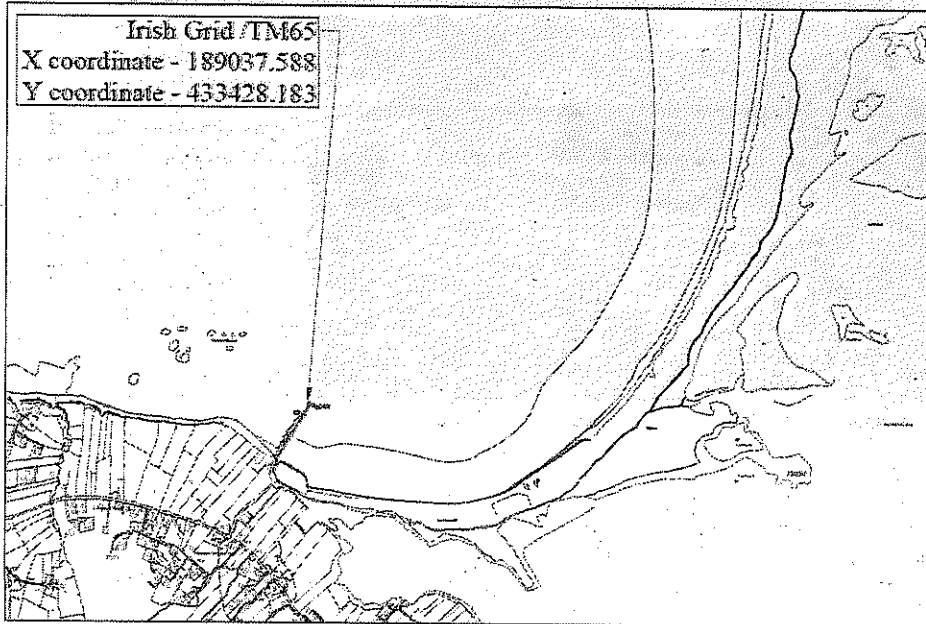 Irish Grid /TM65
X coordinate - 189037.588
Y coordinate - 433428.183